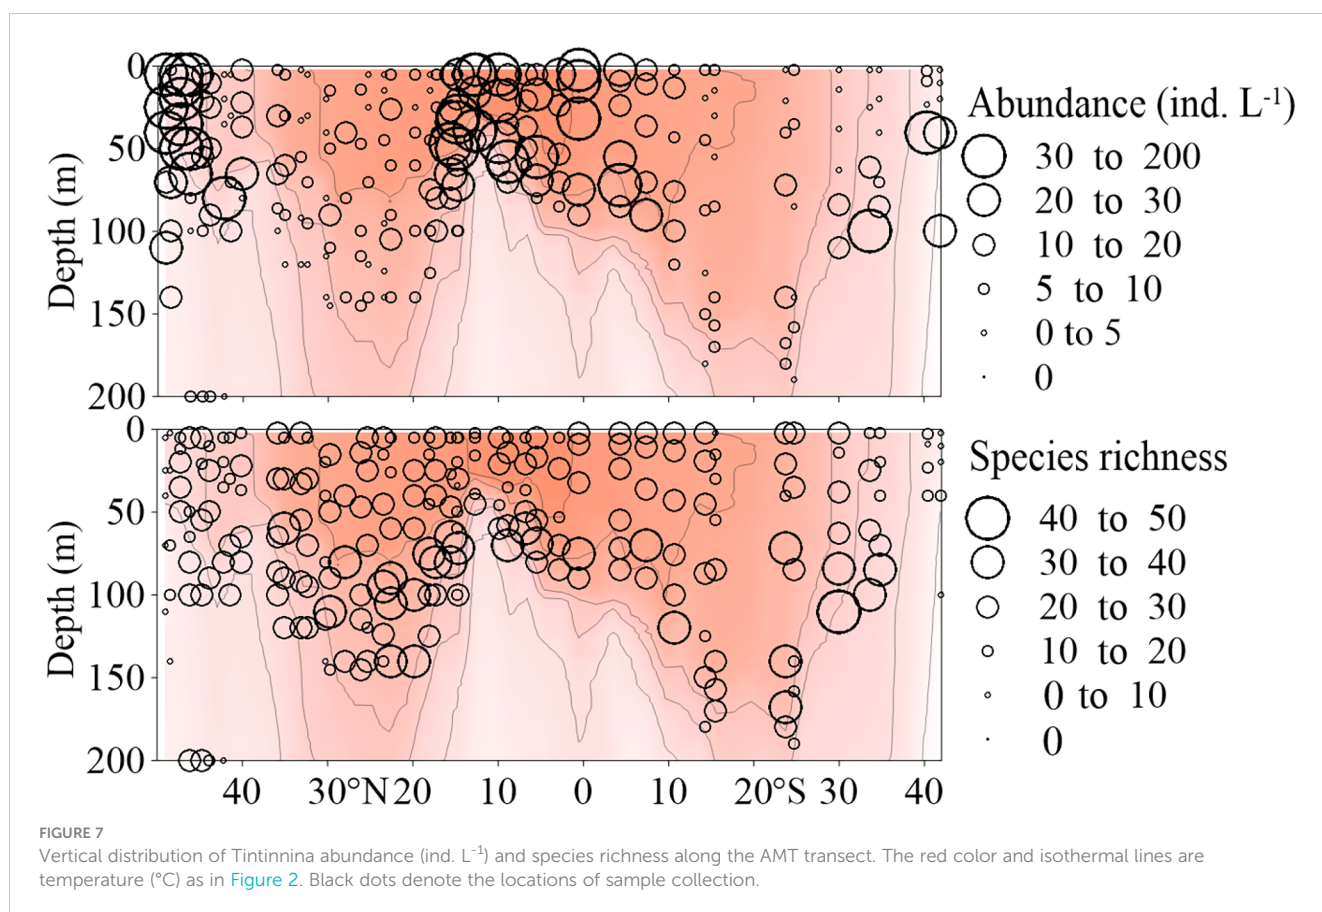 0
50
100
150
200
Depth (m)
Abundance (ind. L-1)
30 to 200
20 to 30
10 to 20
5 to 10
0 to 5
0
0
50
100
150
200
Depth (m)
Species richness
40 to 50
30 to 40
20 to 30
10 to 20
0 to 10
0
40 30°N 20 10 0 10 20°S 30 40
FIGURE 7
Vertical distribution of Tintinnina abundance (ind. L-1) and species richness along the AMT transect. The red color and isothermal lines are
temperature (°C) as in Figure 2. Black dots denote the locations of sample collection.